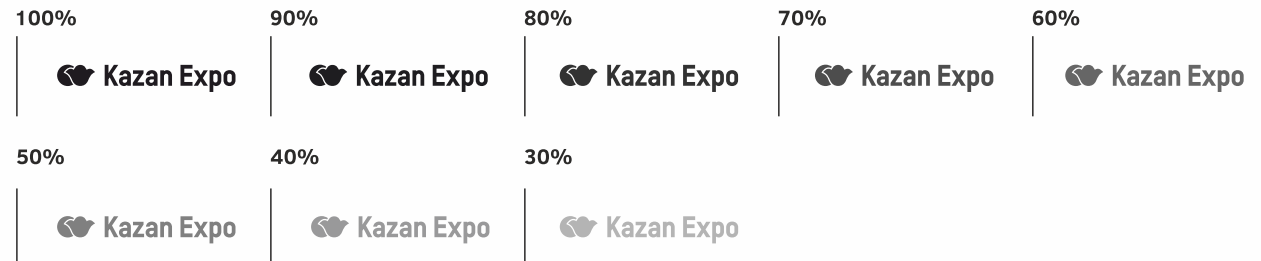 100% 90% 80% 70% 60%
Kazan Expo Kazan Expo Kazan Expo Kazan Expo Kazan Expo
50% 40% 30%
Kazan Expo Kazan Expo Kazan Expo